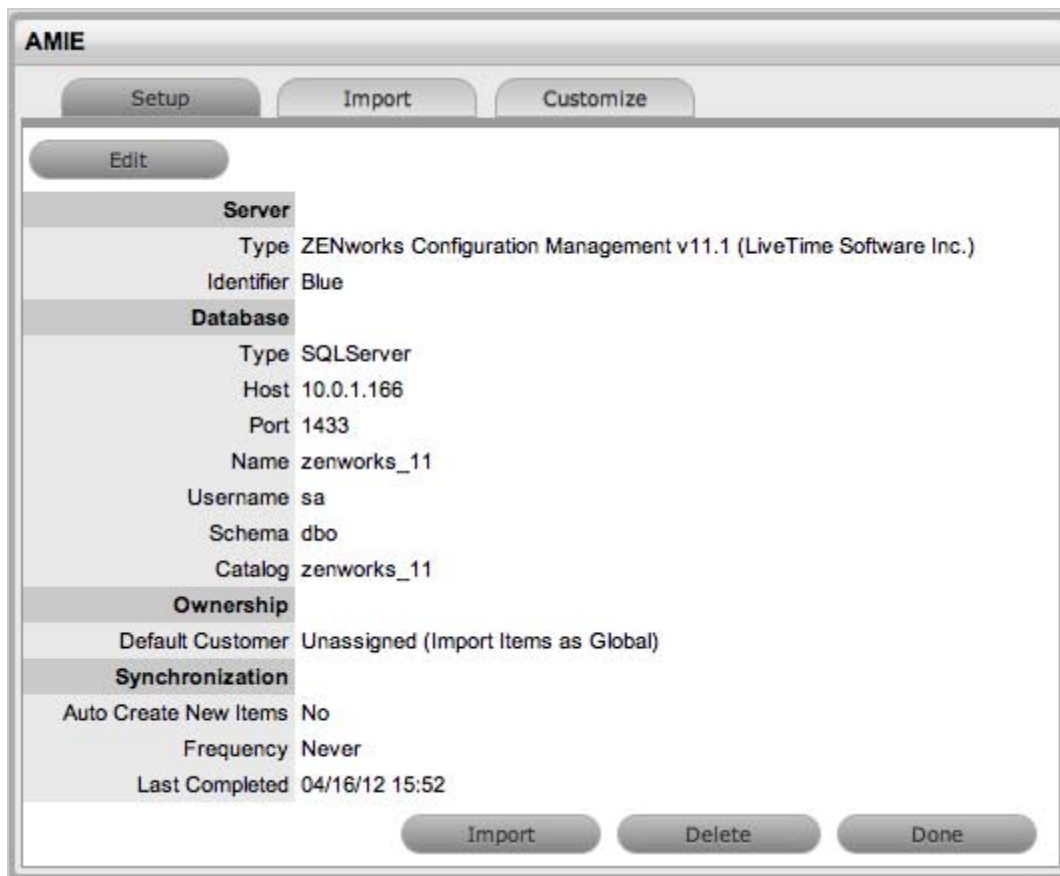 AMIE
Setup Import Customize
Edit
Server
Type ZENworks Configuration Management v11.1 (LiveTime Software Inc.)
Identifier Blue
Database
Type SQLServer
Host 10.0.1.166
Port 1433
Name zenworks_11
Username sa
Schema dbo
Catalog zenworks_11
Ownership
Default Customer Unassigned (Import Items as Global)
Synchronization
Auto Create New Items No
Frequency Never
Last Completed 04/16/12 15:52
Import Delete Done